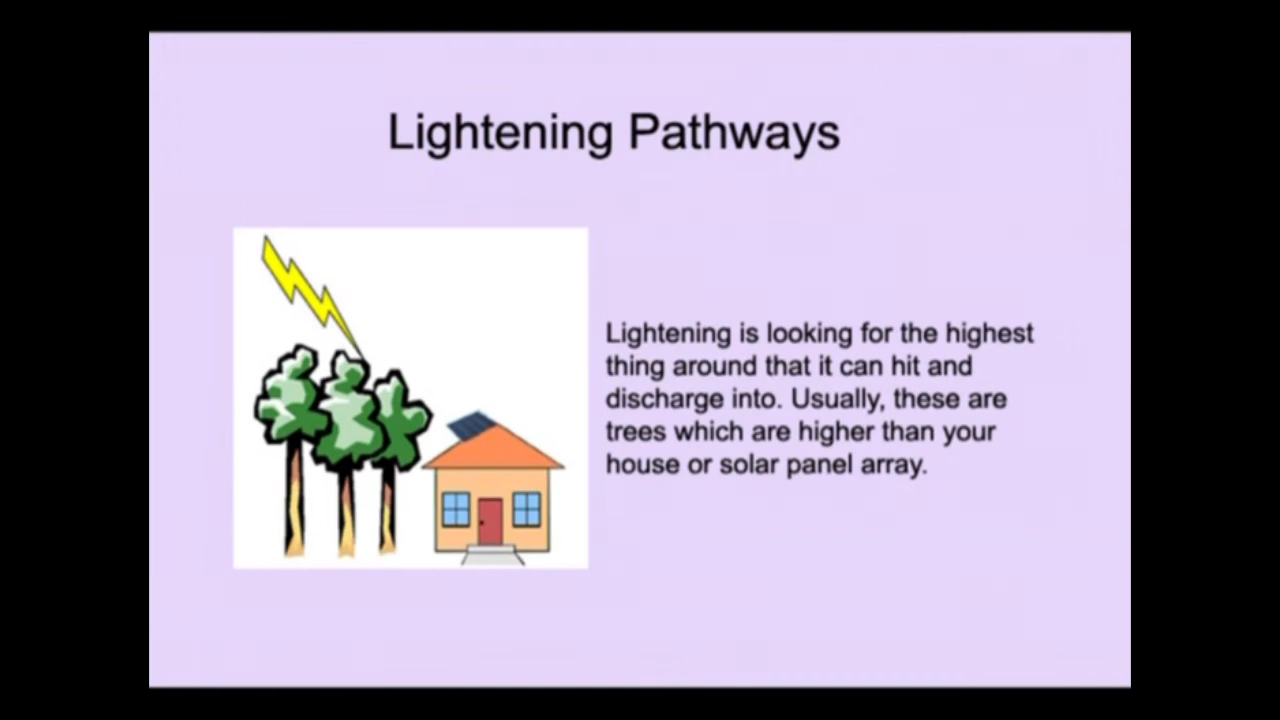 Lightening Pathways
Lightening is looking for the highest
thing around that it can hit and
discharge into. Usually, these are
trees which are higher than your
house or solar panel array.